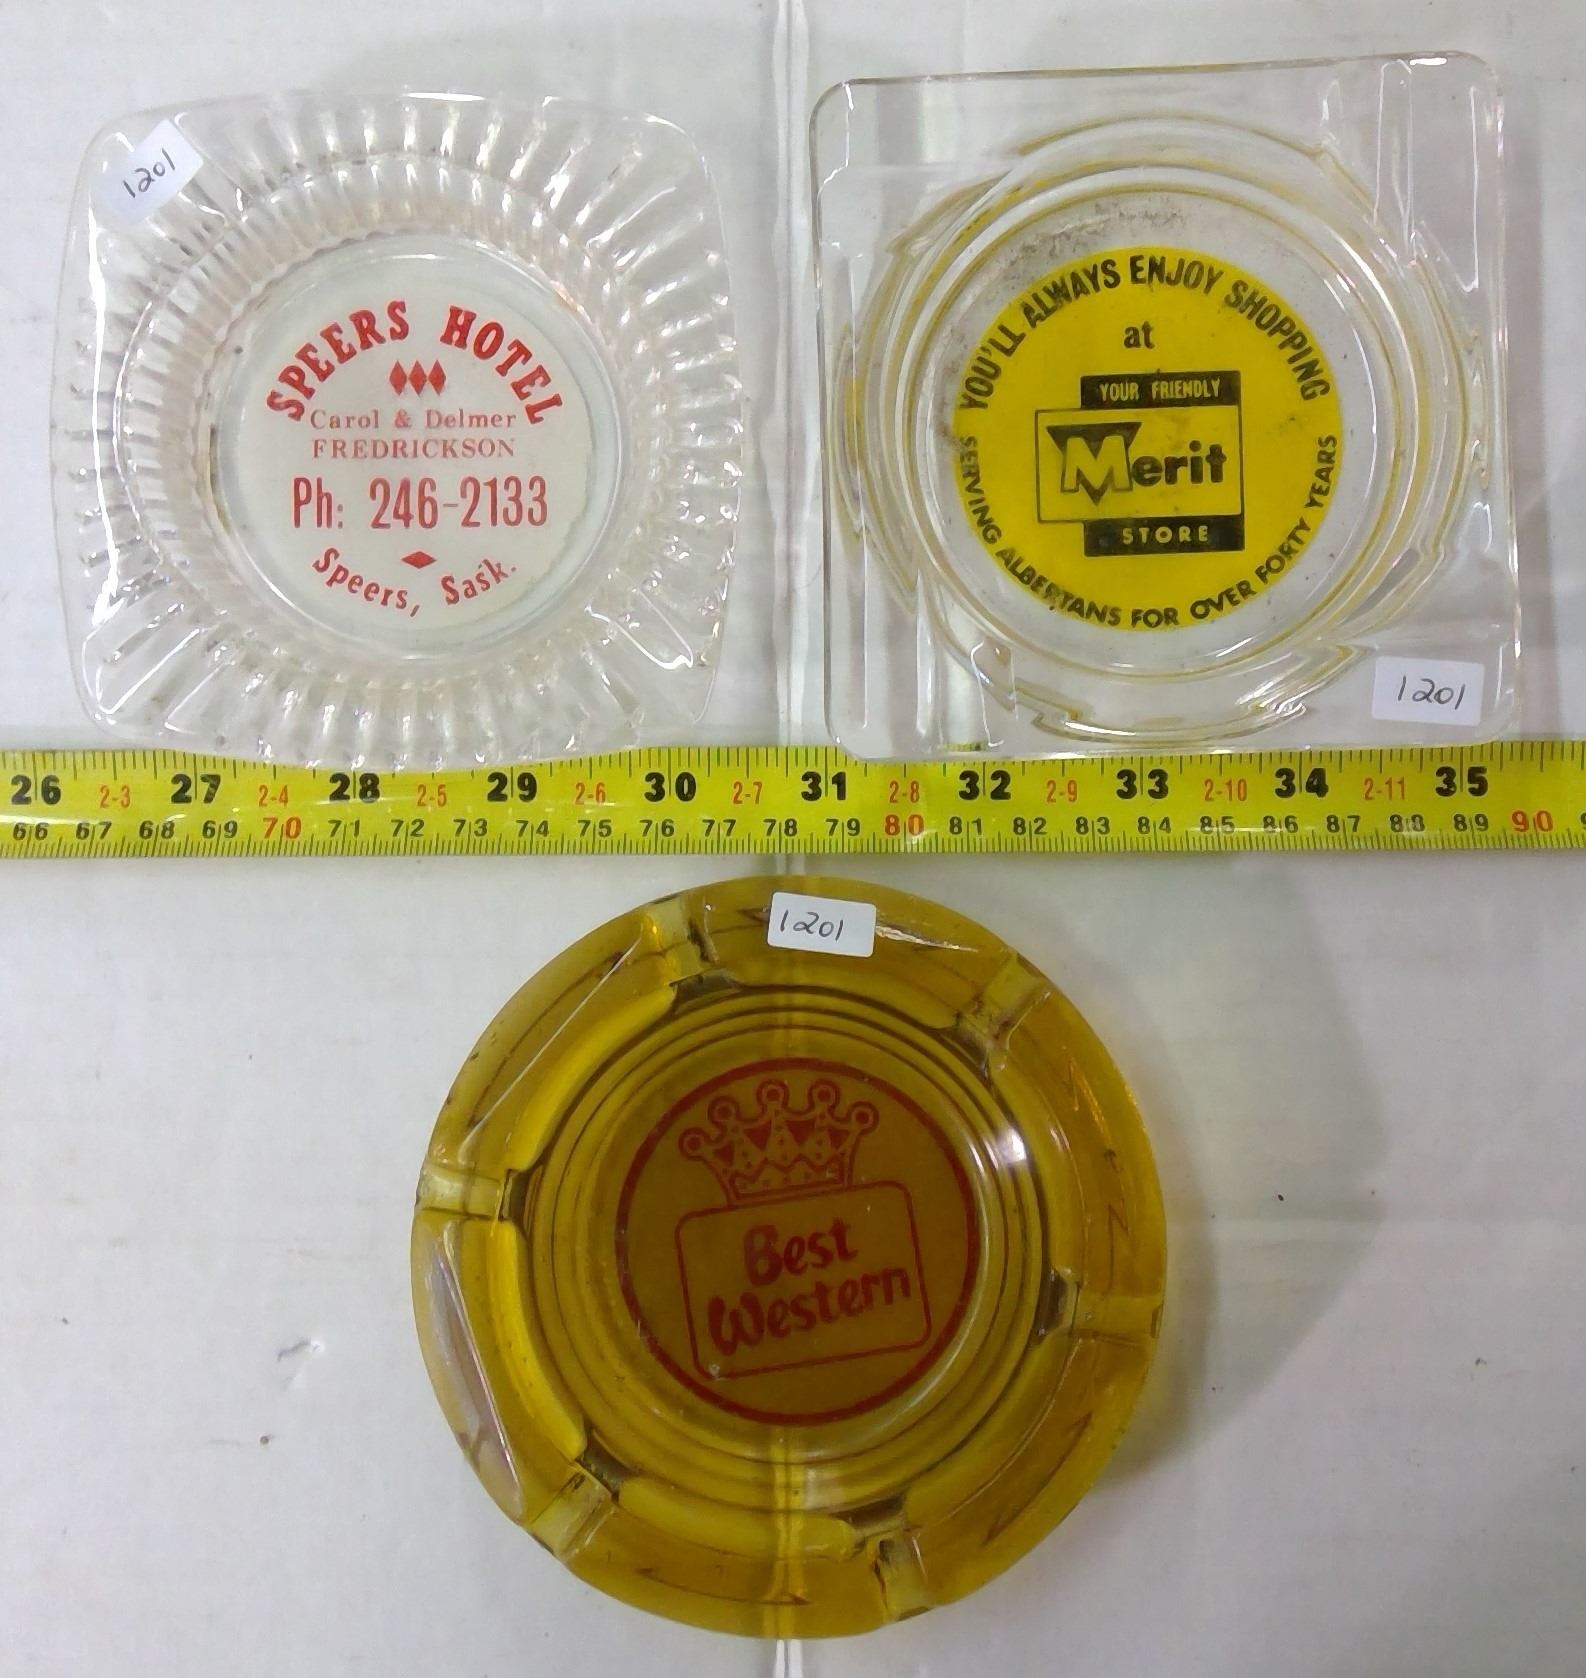 1201
SPEERS HOTEL
Carol & Delmer
FREDRICKSON
Ph: 246-2133
Speers, Sask.
YOU'LL ALWAYS ENJOY SHOPPING
at
YOUR FRIENDLY
Merit
STORE
SERVING ALBERTANS FOR OVER FORTY YEARS
1201
26 2-3 27 2-4 28 2-5 29 2-6 30 2-7 31 2-8 32 2-9 33 2-10 34 2-11 35
66 67 68 69 70 71 72 73 74 75 76 77 78 79 80 81 82 83 84 85 86 87 88 89 90
1201
Best
Western